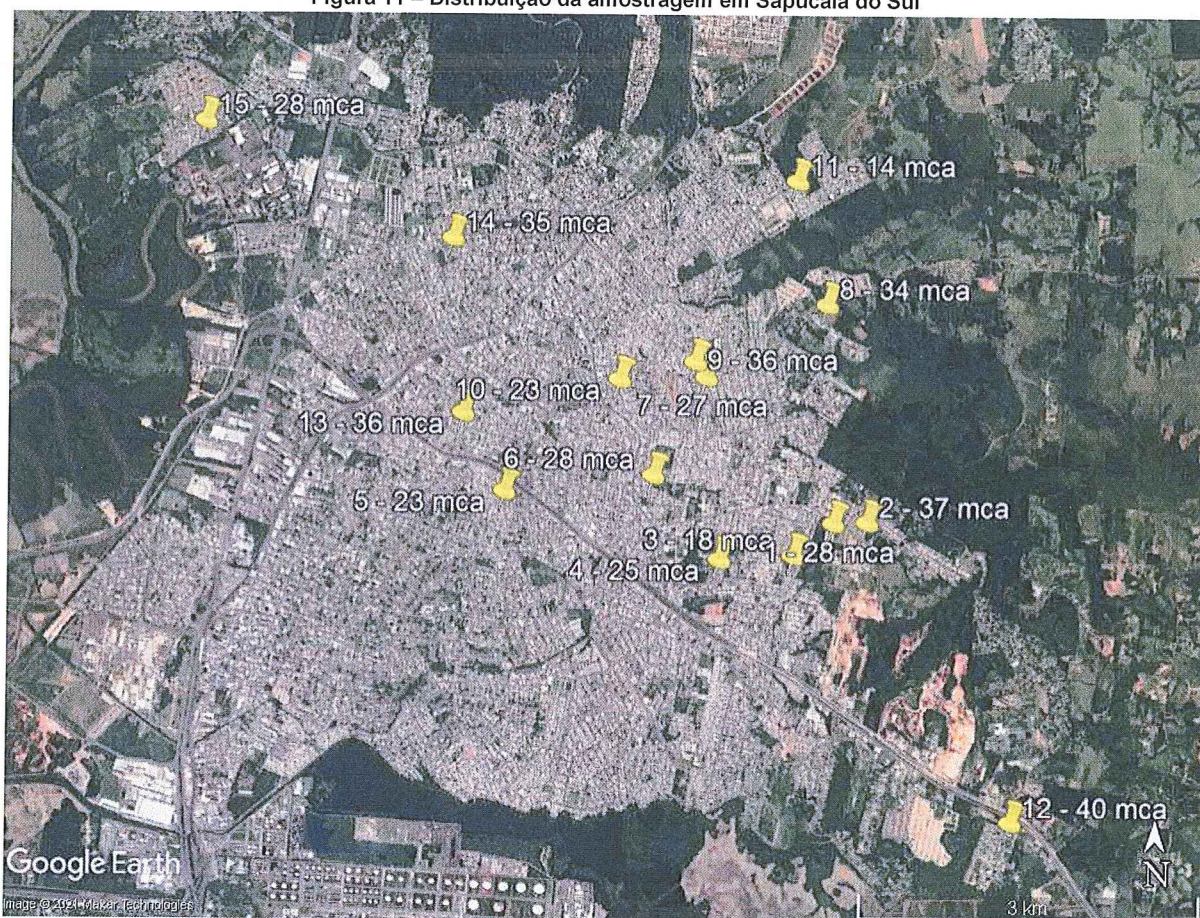 Figura 11 – Distribuição da amostragem em Sapucaia do Sul
15 - 28 mca
11 - 14 mca
14 - 35 mca
8 - 34 mca
9 - 36 mca
10 - 23 mca
7 - 27 mca
13 - 36 mca
6 - 28 mca
5 - 23 mca
2 - 37 mca
3 - 18 mca
1 - 28 mca
4 - 25 mca
12 - 40 mca
N
Google Earth
Image © 2024 Maxar Technologies
3 km